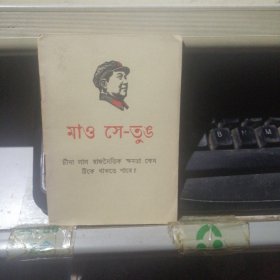 মাও সে-তুঙ
চীনা লাল রাজনৈতিক ক্ষমতা কেন
টিকে থাকতে পারে?